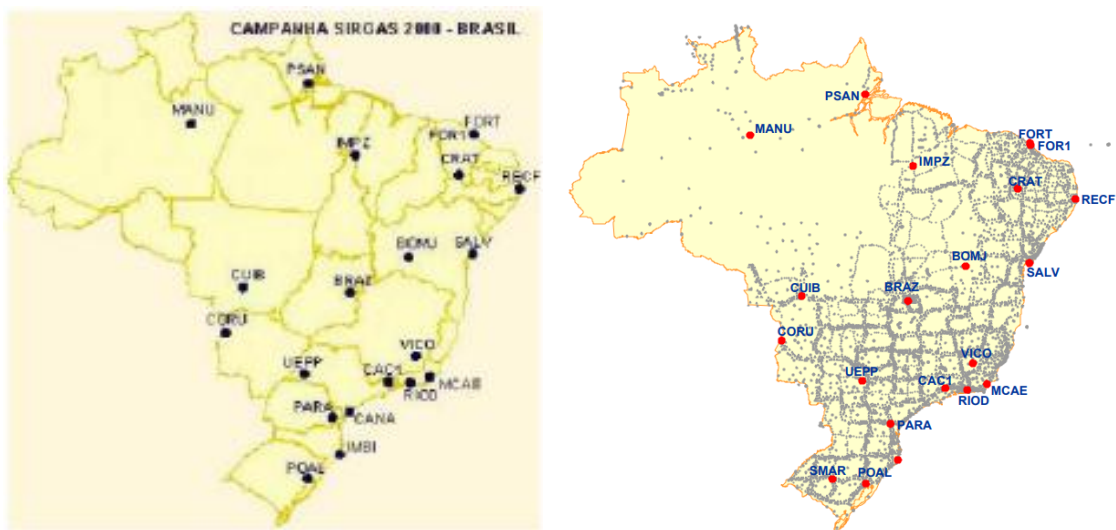 CAMPANHA SIRGAS 2000 - BRASIL
PSAN
MANU
FORT
FOR1
IMPZ
CRAT
RECF
BOMJ
SALV
CUIB
BRAZ
CORU
VICO
UEPP
CAC1
RIOD
MCAE
PARA
CANA
IMBI
POAL
PSAN
MANU
FORT
FOR1
IMPZ
CRAT
RECF
BOMJ
SALV
CUIB
BRAZ
CORU
VICO
UEPP
CAC1
MCAE
RIOD
PARA
SMAR
POAL